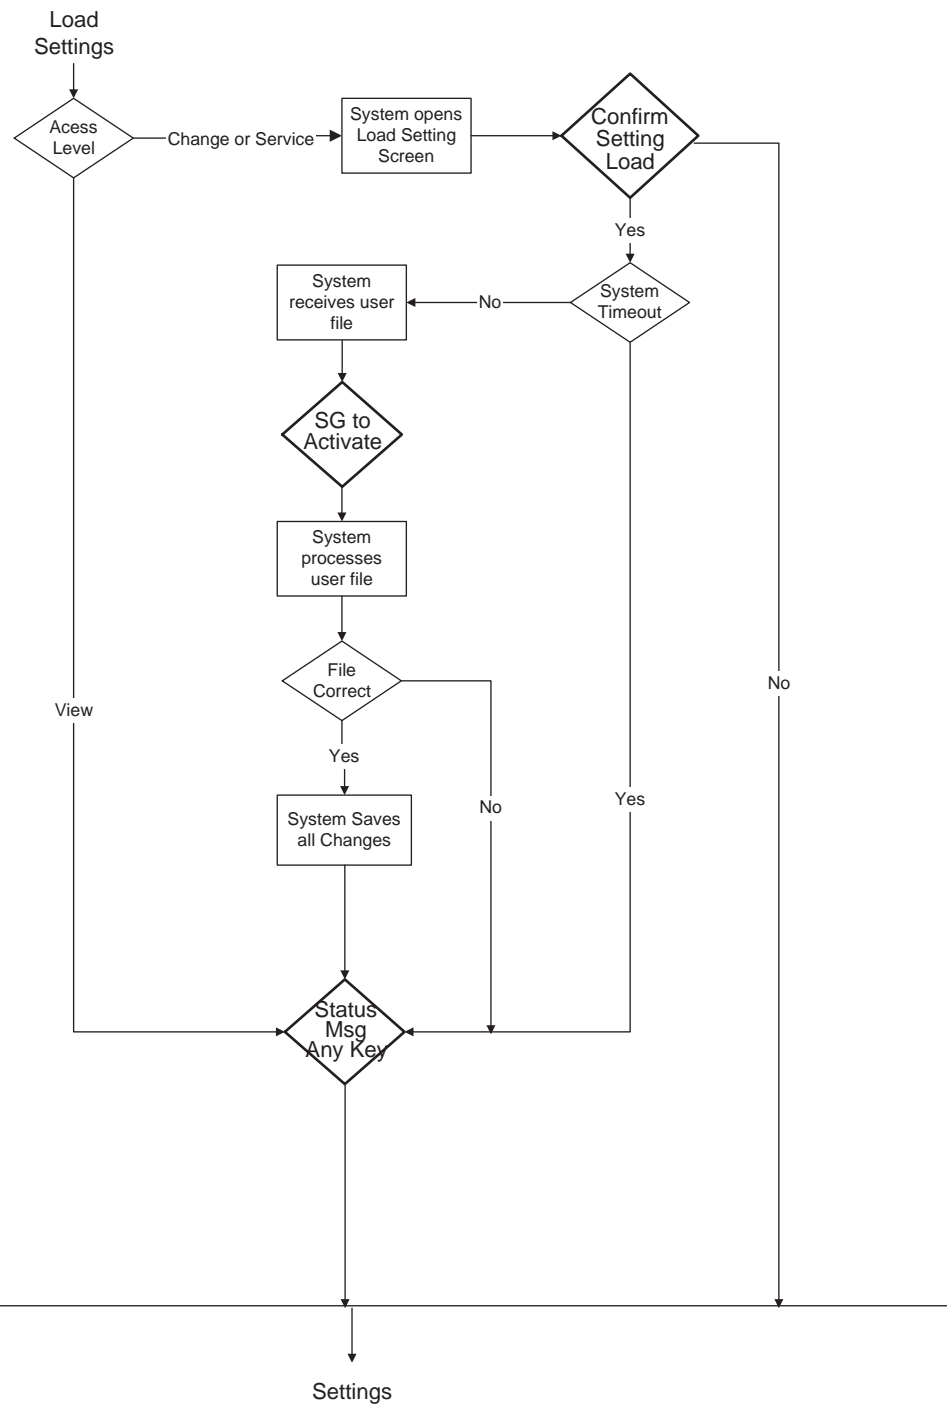 Load
Settings
Acess
Level
Change or Service
System opens
Load Setting
Screen
Confirm
Setting
Load
Yes
System
Timeout
No
System
receives user
file
SG to
Activate
System
processes
user file
File
Correct
No
View
Yes
No
Yes
System Saves
all Changes
Status
Msg
Any Key
Settings